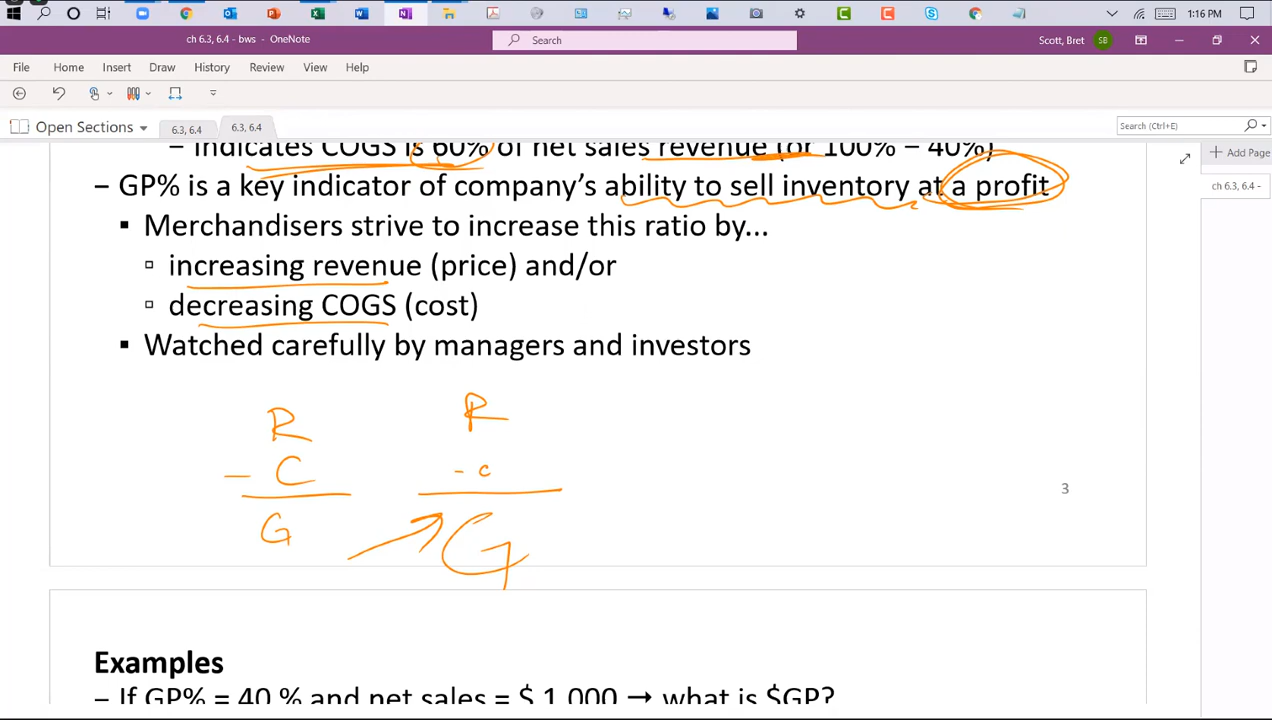 1:16 PM
ch 6.3, 6.4 - bws - OneNote
Search
Scott, Bret
SB
File Home Insert Draw History Review View Help
Open Sections
6.3, 6.4
6.3, 6.4
Search (Ctrl+E)
Add Page
ch 6.3, 6.4 -
– Indicates COGS is 60% of net sales revenue (or 100% – 40%)
– GP% is a key indicator of company's ability to sell inventory at a profit
▪ Merchandisers strive to increase this ratio by...
▫ increasing revenue (price) and/or
▫ decreasing COGS (cost)
▪ Watched carefully by managers and investors
R R
- C - c
G G
3
Examples
– If GP% = 40 % and net sales = $ 1,000 → what is $GP?